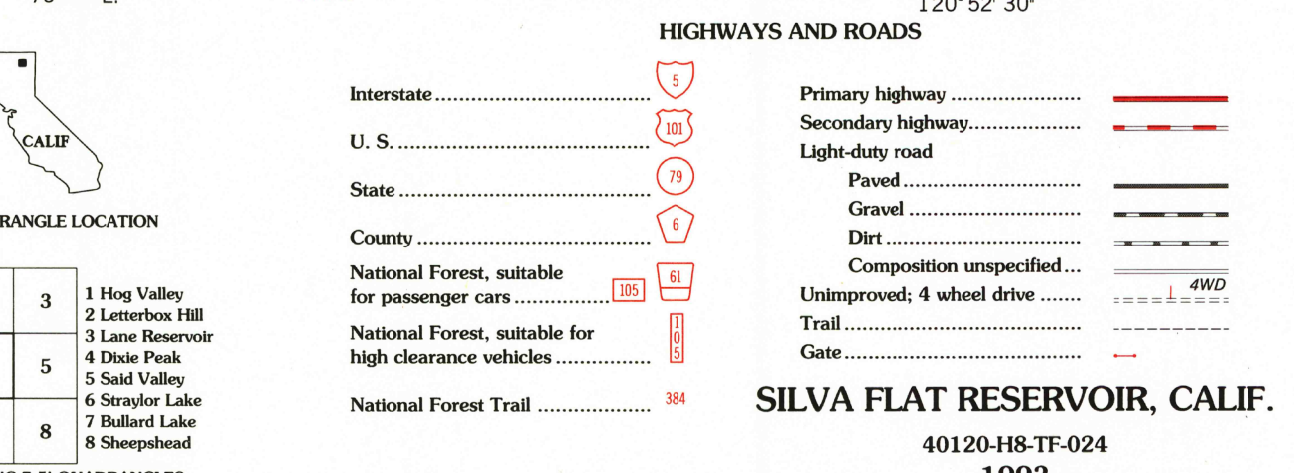 120°52' 30"
HIGHWAYS AND ROADS
CALIF
RANGLE LOCATION
3
5
8
1 Hog Valley
2 Letterbox Hill
3 Lane Reservoir
4 Dixie Peak
5 Said Valley
6 Straylor Lake
7 Bullard Lake
8 Sheepshead
Interstate 5
U. S. 101
State 79
County 6
National Forest, suitable
for passenger cars 105 61
National Forest, suitable for
high clearance vehicles 105
National Forest Trail 384
Primary highway
Secondary highway
Light-duty road
Paved
Gravel
Dirt
Composition unspecified
Unimproved; 4 wheel drive 4WD
Trail
Gate
SILVA FLAT RESERVOIR, CALIF.
40120-H8-TF-024